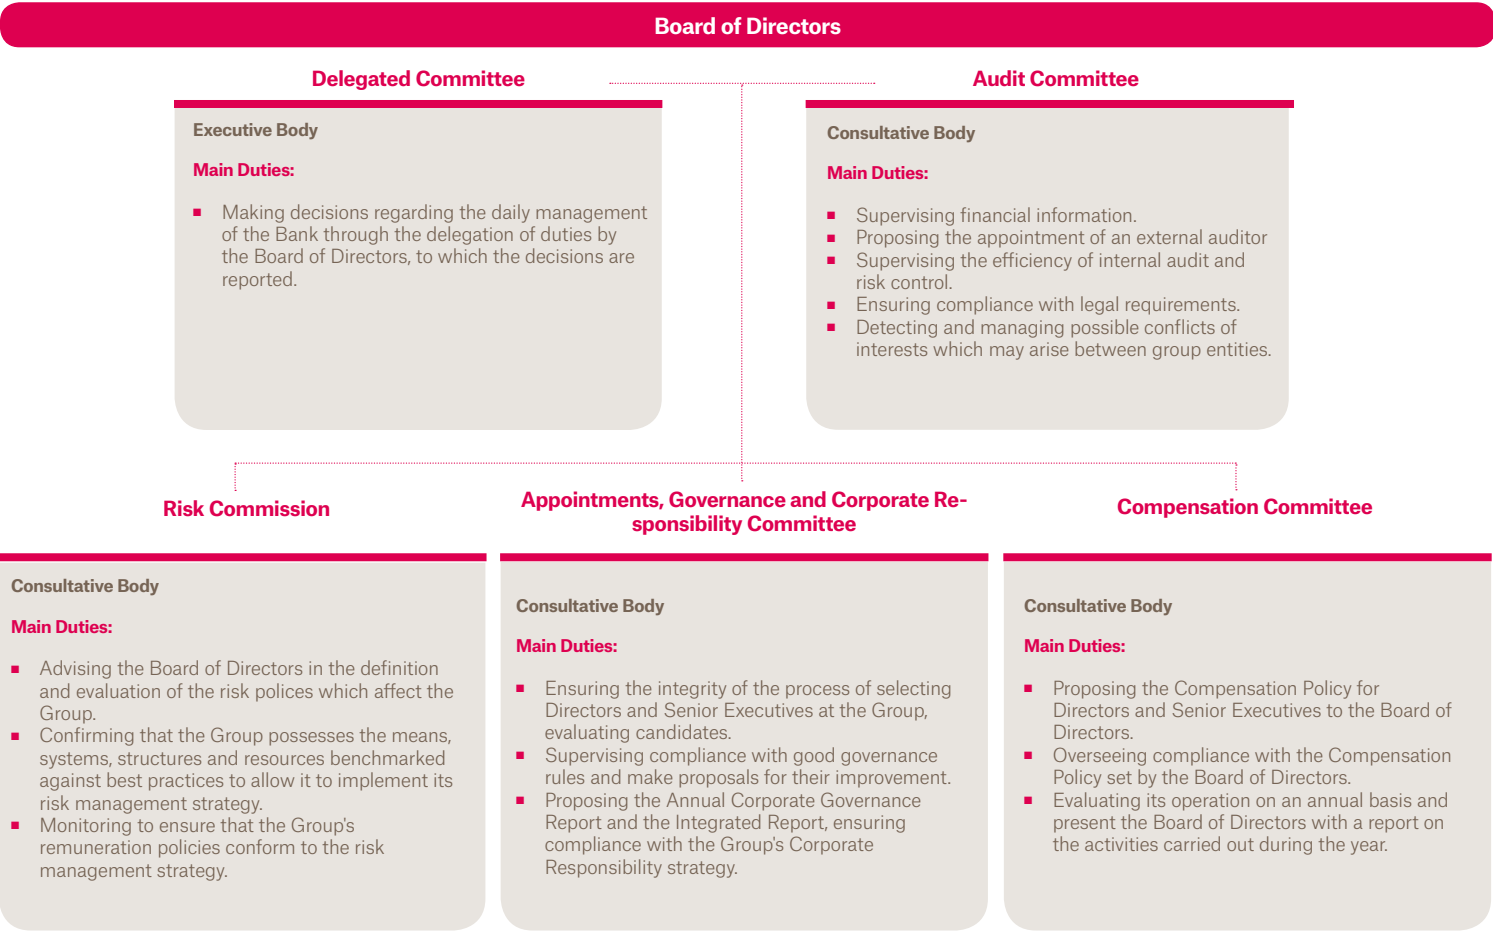 Board of Directors
Delegated Committee
Executive Body
Main Duties:
▪ Making decisions regarding the daily management
of the Bank through the delegation of duties by
the Board of Directors, to which the decisions are
reported.
Audit Committee
Consultative Body
Main Duties:
▪ Supervising financial information.
▪ Proposing the appointment of an external auditor
▪ Supervising the efficiency of internal audit and
risk control.
▪ Ensuring compliance with legal requirements.
▪ Detecting and managing possible conflicts of
interests which may arise between group entities.
Risk Commission
Consultative Body
Main Duties:
▪ Advising the Board of Directors in the definition
and evaluation of the risk polices which affect the
Group.
▪ Confirming that the Group possesses the means,
systems, structures and resources benchmarked
against best practices to allow it to implement its
risk management strategy.
▪ Monitoring to ensure that the Group's
remuneration policies conform to the risk
management strategy.
Appointments, Governance and Corporate Re-
sponsibility Committee
Consultative Body
Main Duties:
▪ Ensuring the integrity of the process of selecting
Directors and Senior Executives at the Group,
evaluating candidates.
▪ Supervising compliance with good governance
rules and make proposals for their improvement.
▪ Proposing the Annual Corporate Governance
Report and the Integrated Report, ensuring
compliance with the Group's Corporate
Responsibility strategy.
Compensation Committee
Consultative Body
Main Duties:
▪ Proposing the Compensation Policy for
Directors and Senior Executives to the Board of
Directors.
▪ Overseeing compliance with the Compensation
Policy set by the Board of Directors.
▪ Evaluating its operation on an annual basis and
present the Board of Directors with a report on
the activities carried out during the year.